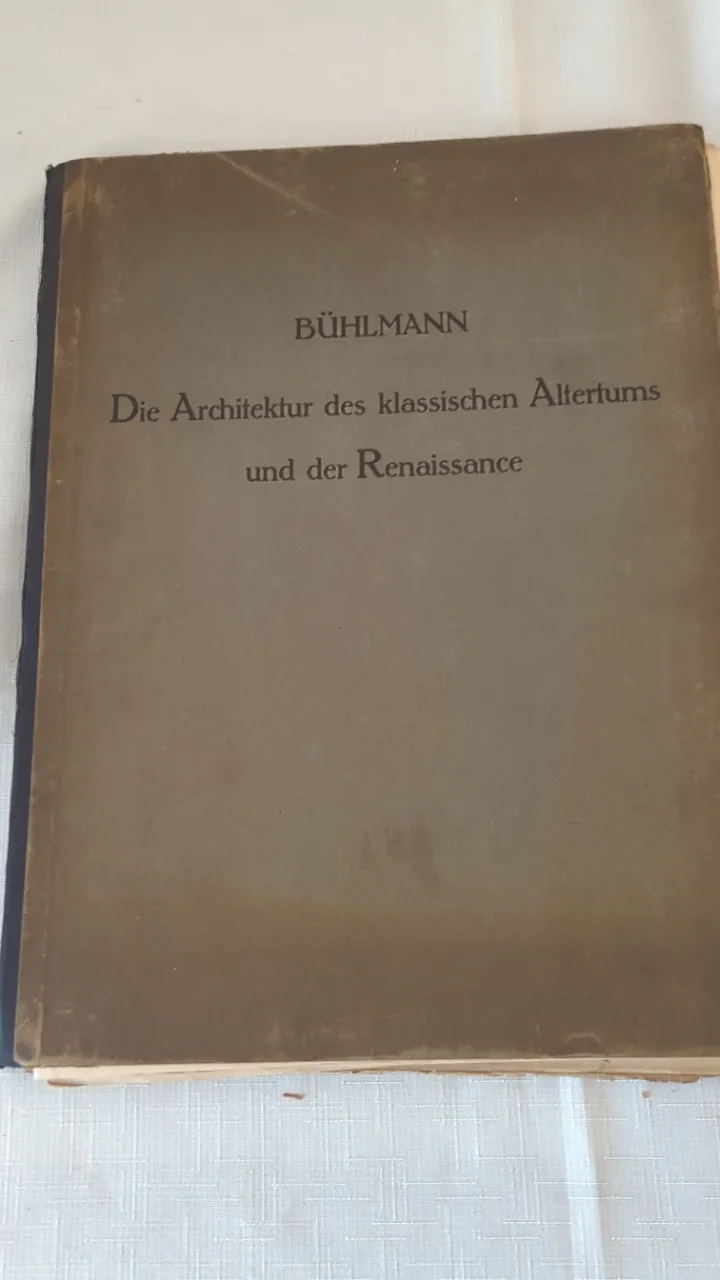 BÜHLMANN
Die Architektur des klassischen Altertums
und der Renaissance